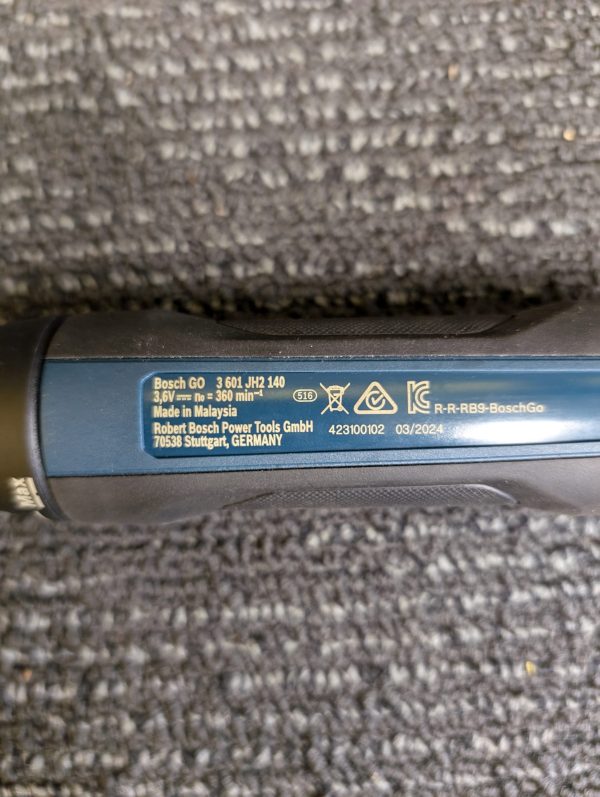 Bosch GO 3 601 JH2 140
3,6V n₀ = 360 min⁻¹
Made in Malaysia
Robert Bosch Power Tools GmbH
70538 Stuttgart, GERMANY
516
R-R-RB9-BoschGo
423100102 03/2024